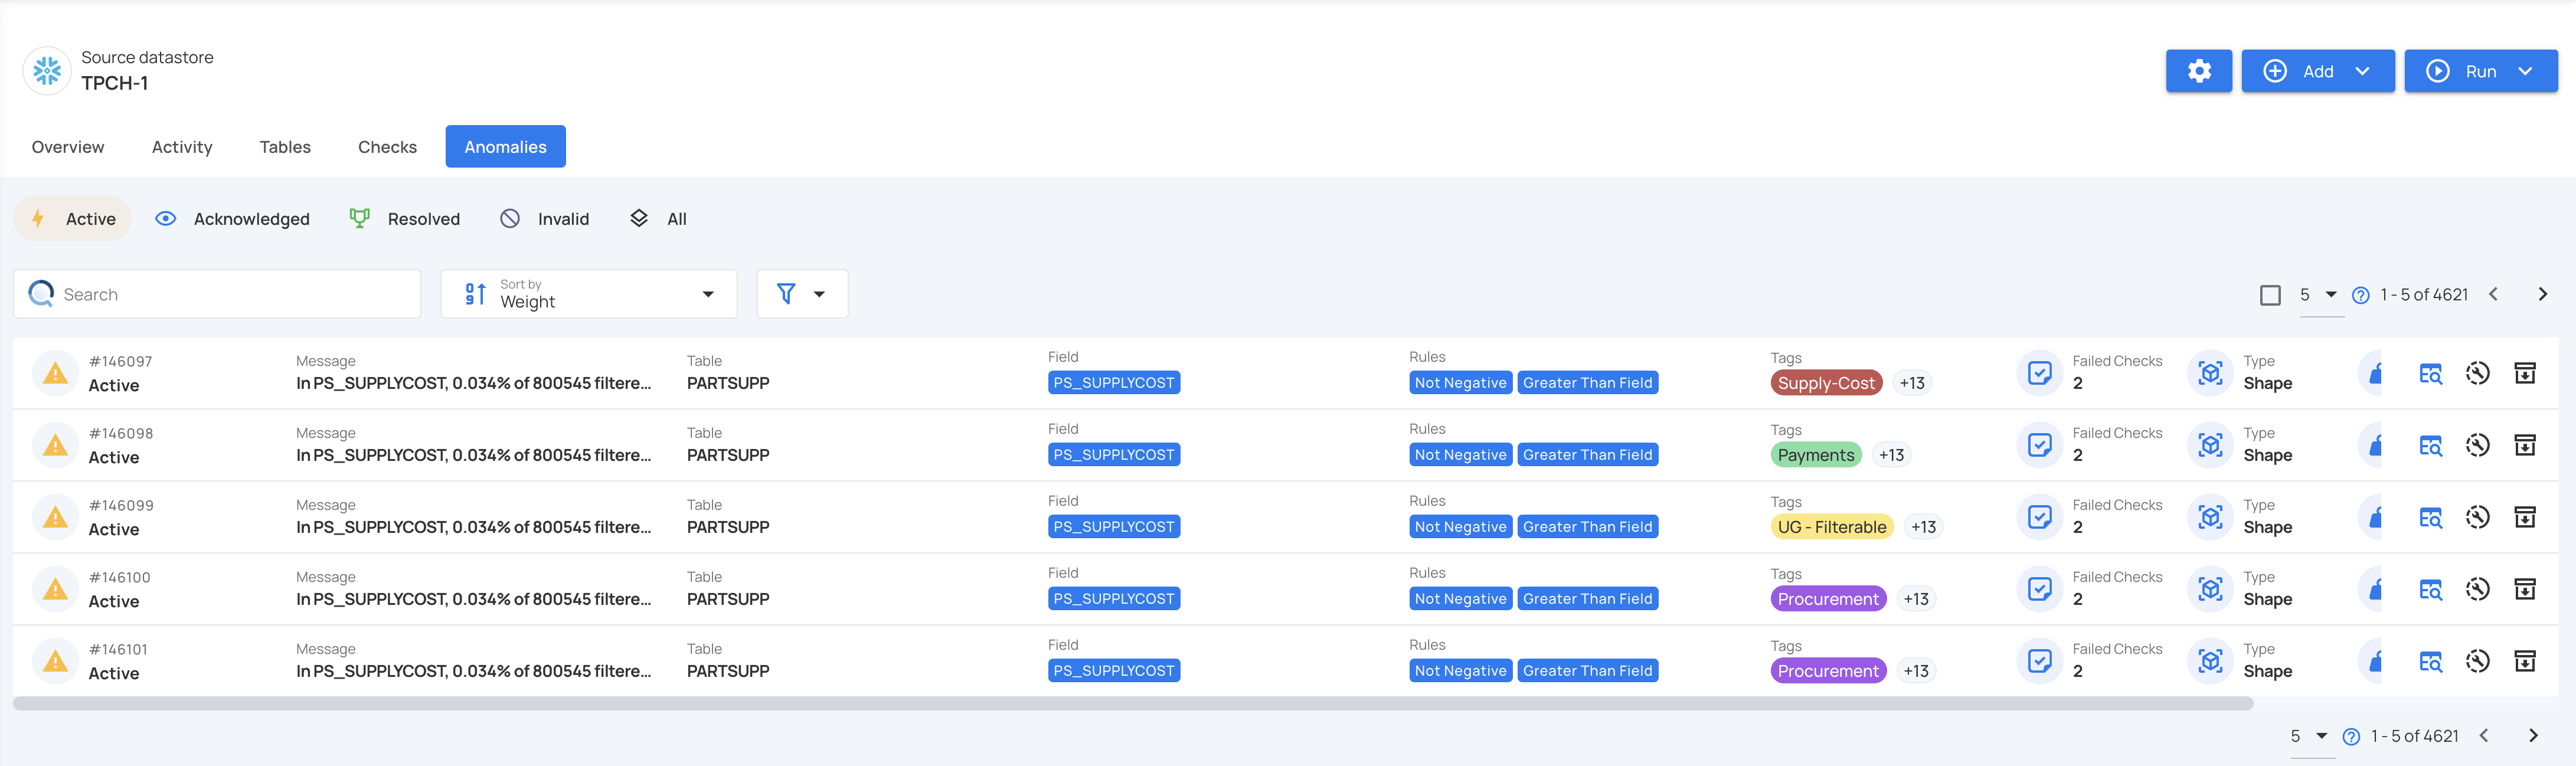 Source datastore
TPCH-1
Add
Run
Overview
Activity
Tables
Checks
Anomalies
Active
Acknowledged
Resolved
Invalid
All
Search
Sort by
Weight
5
1 - 5 of 4621
#146097
Active
Message
In PS_SUPPLYCOST, 0.034% of 800545 filtere...
Table
PARTSUPP
Field
PS_SUPPLYCOST
Rules
Not Negative Greater Than Field
Tags
Supply-Cost +13
Failed Checks
2
Type
Shape
#146098
Active
Message
In PS_SUPPLYCOST, 0.034% of 800545 filtere...
Table
PARTSUPP
Field
PS_SUPPLYCOST
Rules
Not Negative Greater Than Field
Tags
Payments +13
Failed Checks
2
Type
Shape
#146099
Active
Message
In PS_SUPPLYCOST, 0.034% of 800545 filtere...
Table
PARTSUPP
Field
PS_SUPPLYCOST
Rules
Not Negative Greater Than Field
Tags
UG - Filterable +13
Failed Checks
2
Type
Shape
#146100
Active
Message
In PS_SUPPLYCOST, 0.034% of 800545 filtere...
Table
PARTSUPP
Field
PS_SUPPLYCOST
Rules
Not Negative Greater Than Field
Tags
Procurement +13
Failed Checks
2
Type
Shape
#146101
Active
Message
In PS_SUPPLYCOST, 0.034% of 800545 filtere...
Table
PARTSUPP
Field
PS_SUPPLYCOST
Rules
Not Negative Greater Than Field
Tags
Procurement +13
Failed Checks
2
Type
Shape
5
1 - 5 of 4621